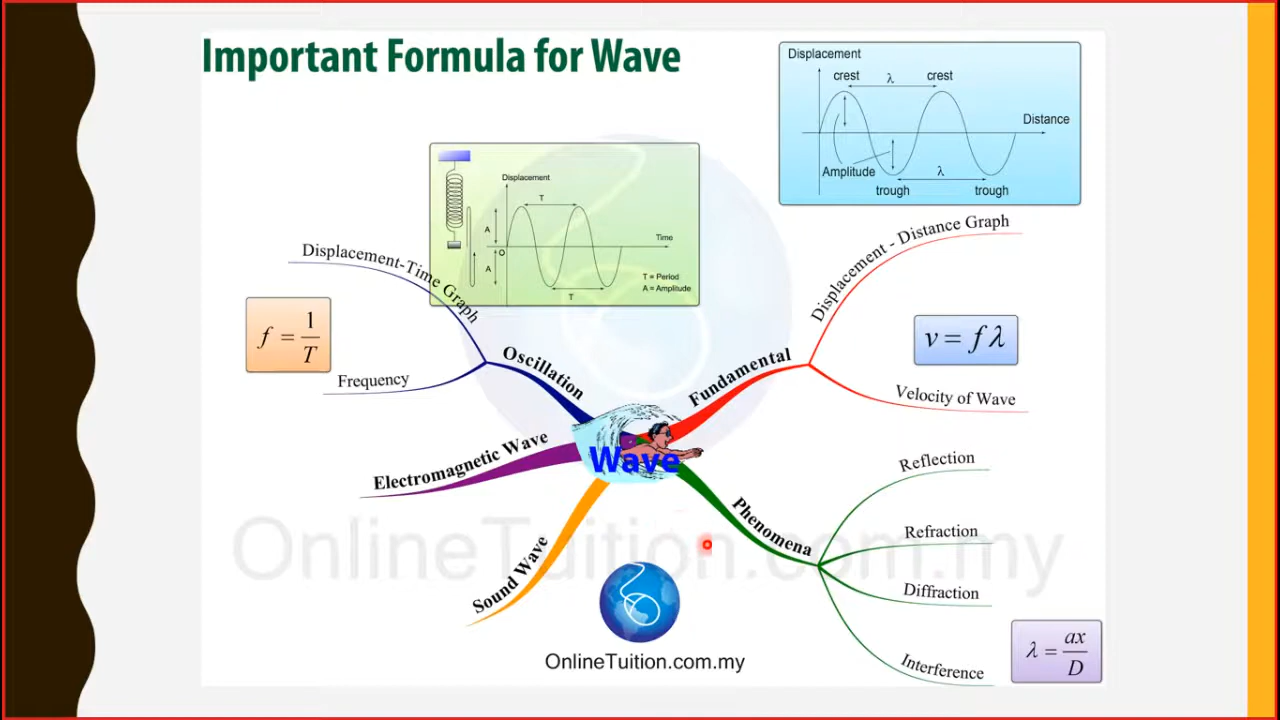 Important Formula for Wave
Displacement
crest λ crest
Distance
Amplitude λ
trough trough
Displacement
T
A
Time
O
A
T = Period
A = Amplitude
T
Displacement-Time Graph
f = 1/T
Frequency
Oscillation
Displacement - Distance Graph
v = fλ
Fundamental
Velocity of Wave
Electromagnetic Wave
Wave
Sound Wave
Phenomena
Reflection
Refraction
Diffraction
Interference
λ = ax/D
OnlineTuition.com.my
OnlineTuition.com.my